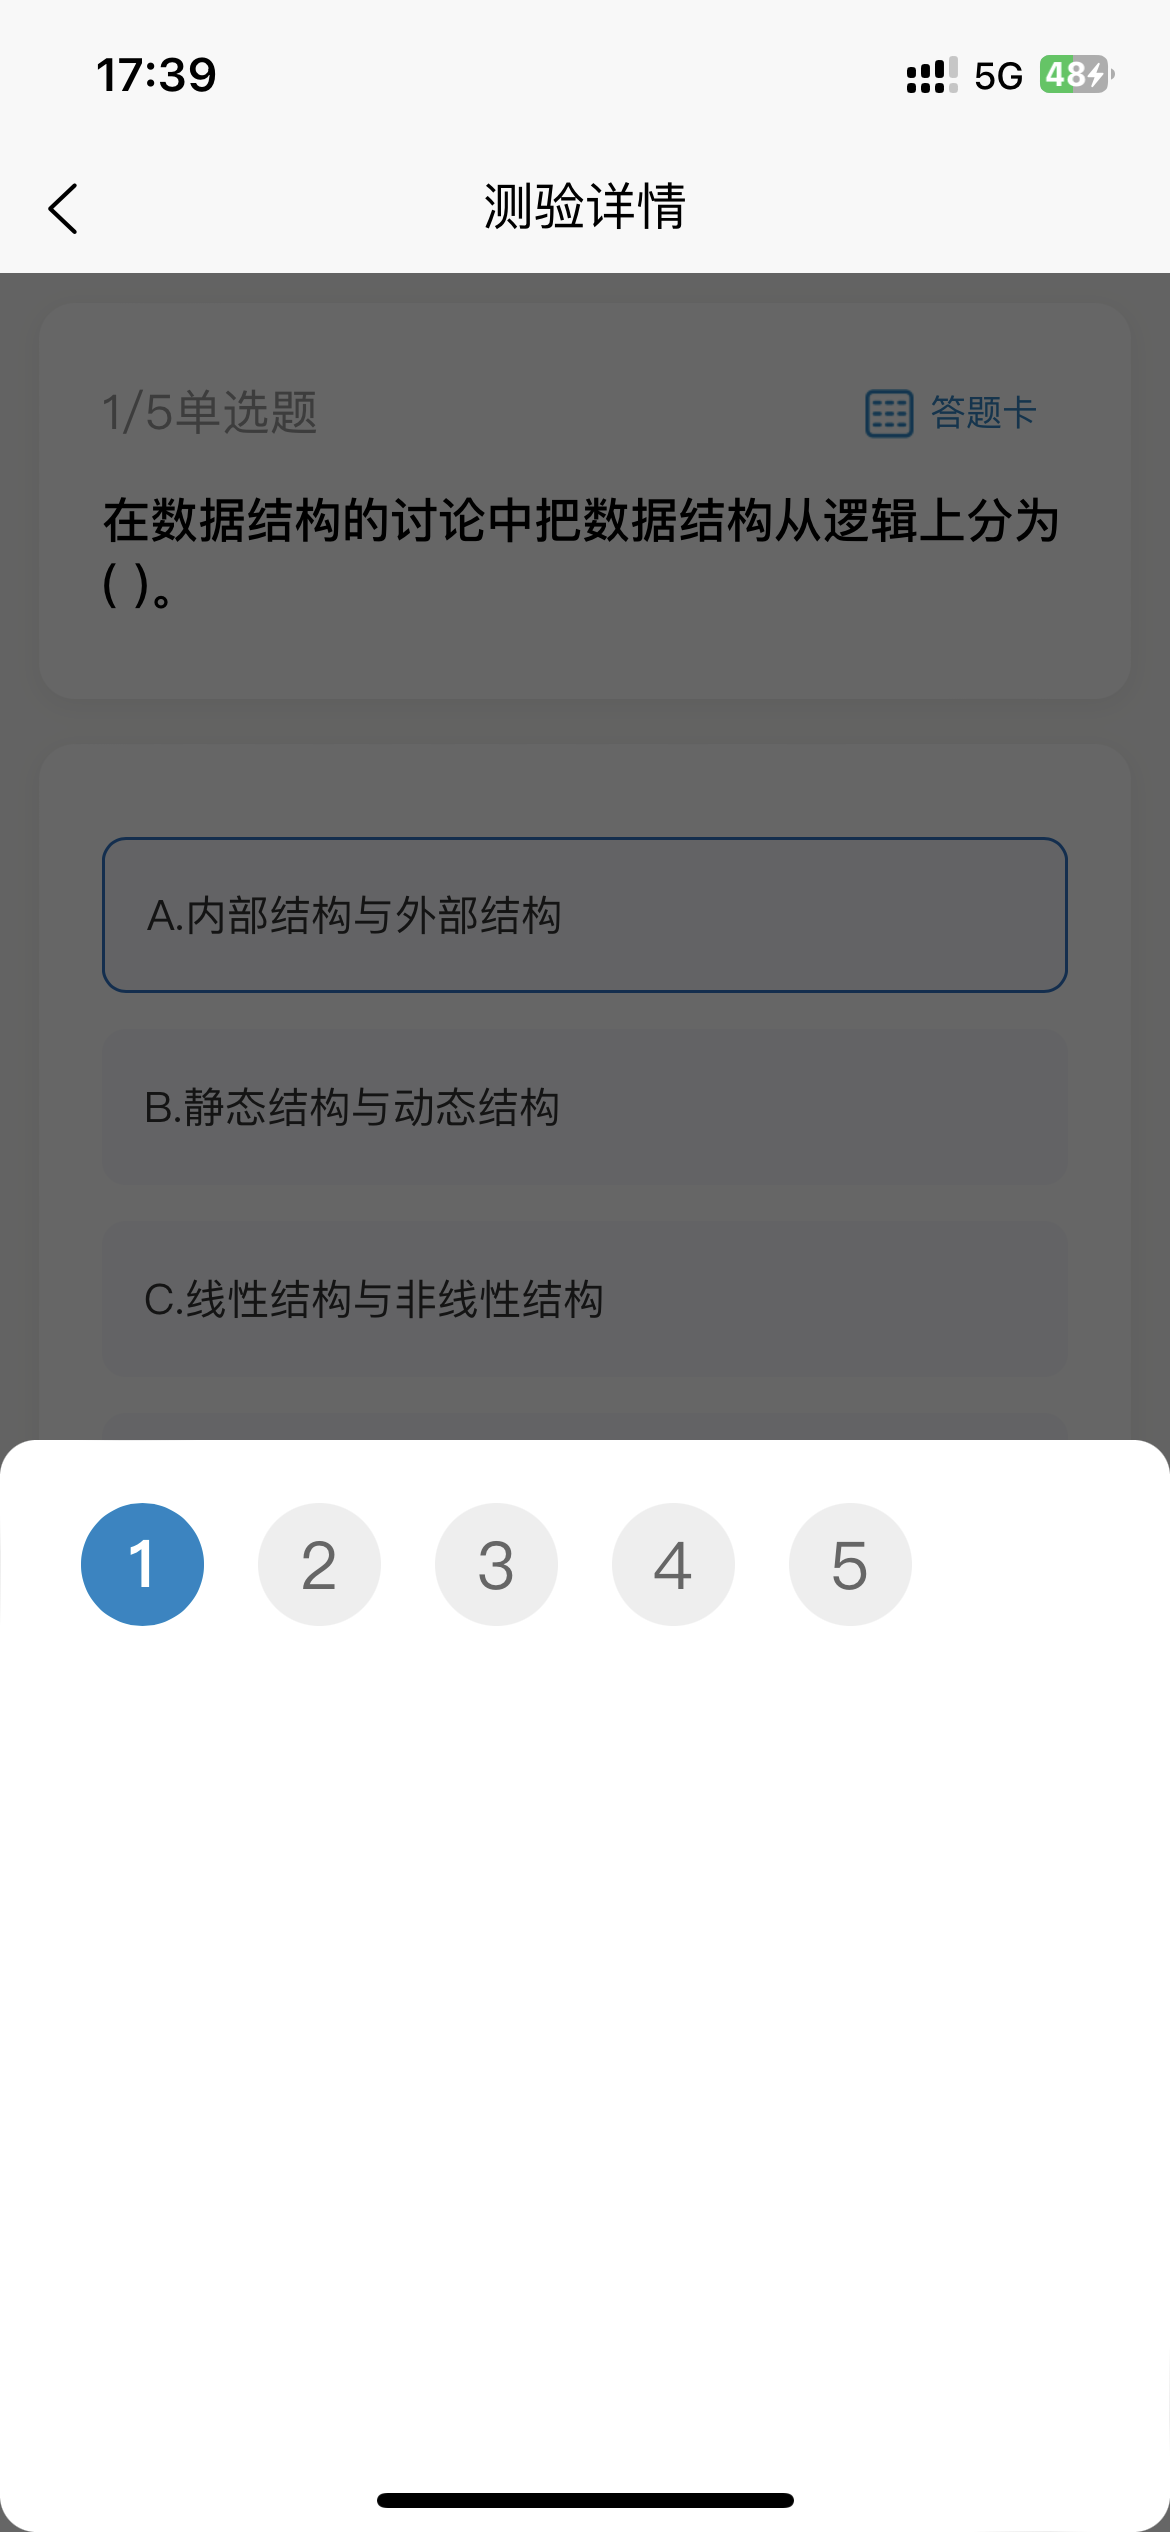 17:39
5G 48
测验详情
1/5单选题
答题卡
在数据结构的讨论中把数据结构从逻辑上分为
( )。
A.内部结构与外部结构
B.静态结构与动态结构
C.线性结构与非线性结构
1 2 3 4 5